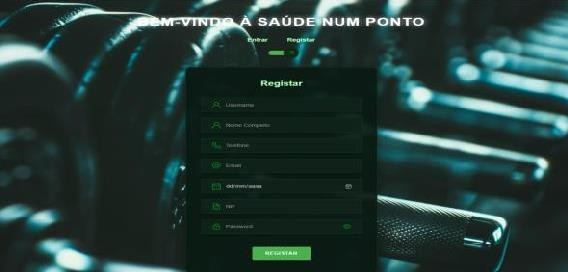 BEM-VINDO À SAÚDE NUM PONTO
Entrar Registar
Registar
Username
Nome Completo
Telefone
Email
dd/mm/aaaa
NIF
Password
REGISTAR